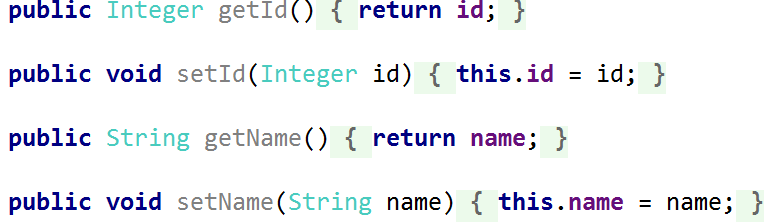 public Integer getId() { return id; }
public void setId(Integer id) { this.id = id; }
public String getName() { return name; }
public void setName(String name) { this.name = name; }